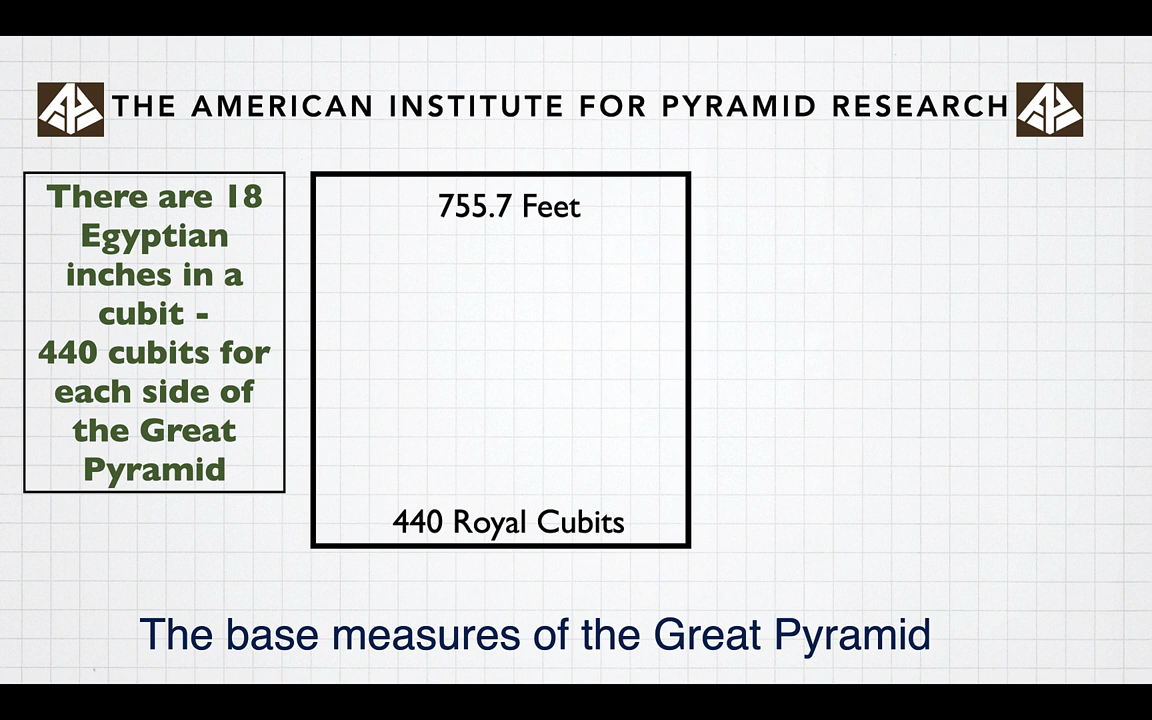 THE AMERICAN INSTITUTE FOR PYRAMID RESEARCH
There are 18
Egyptian
inches in a
cubit -
440 cubits for
each side of
the Great
Pyramid
755.7 Feet
440 Royal Cubits
The base measures of the Great Pyramid